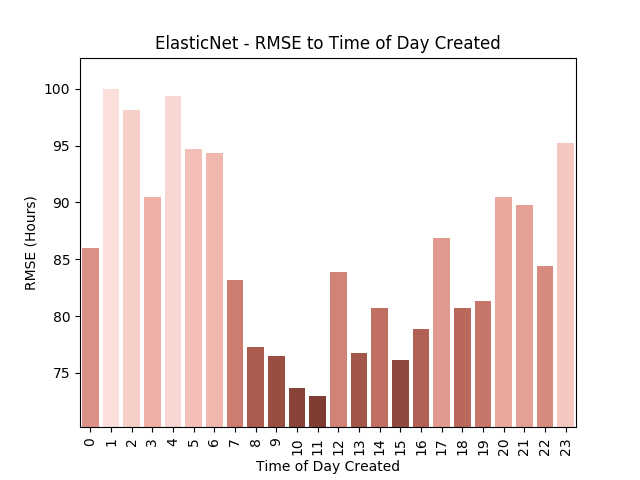 ElasticNet - RMSE to Time of Day Created
RMSE (Hours)
100
95
90
85
80
75
0 1 2 3 4 5 6 7 8 9 10 11 12 13 14 15 16 17 18 19 20 21 22 23
Time of Day Created